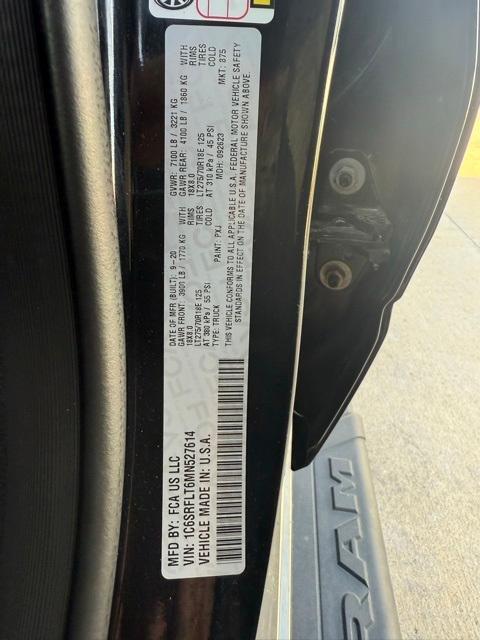 MFD BY: FCA US LLC
DATE OF MFR (BUILT): 9-20
GVWR: 7100 LB / 3221 KG
GAWR FRONT: 3901 LB / 1770 KG WITH
GAWR REAR: 4100 LB / 1860 KG WITH
18X8.0 RIMS
18X8.0 RIMS
LT275/70R18E 125 TIRES
LT275/70R18E 125 TIRES
AT 380 kPa / 55 PSI COLD
AT 310 kPa / 45 PSI COLD
VIN: 1C6SRFLT6MN527614
TYPE: TRUCK
PAINT: PXJ
MDH: 092623
MKT: 875
VEHICLE MADE IN: U.S.A.
THIS VEHICLE CONFORMS TO ALL APPLICABLE U.S.A. FEDERAL MOTOR VEHICLE SAFETY
STANDARDS IN EFFECT ON THE DATE OF MANUFACTURE SHOWN ABOVE.
RAM